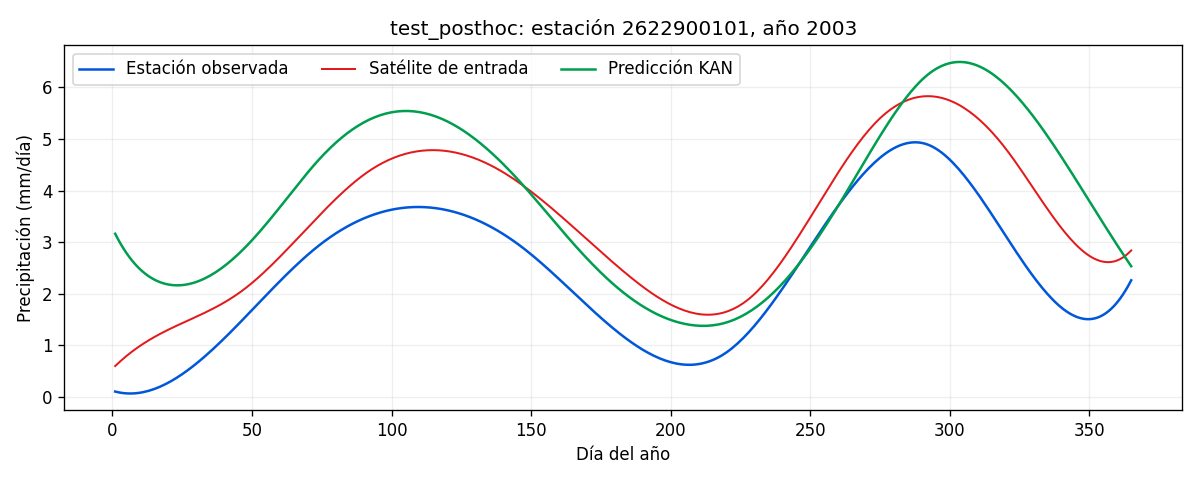 test_posthoc: estación 2622900101, año 2003
Estación observada Satélite de entrada Predicción KAN
Precipitación (mm/día)
6
5
4
3
2
1
0
0 50 100 150 200 250 300 350
Día del año